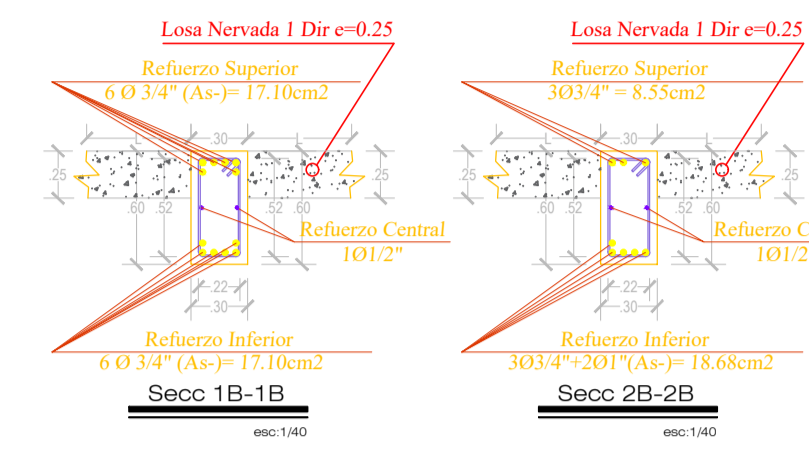 Losa Nervada 1 Dir e=0.25
Refuerzo Superior
6 Ø 3/4" (As-)= 17.10cm2
.30
.25
.25
.60
.52
.52
.60
Refuerzo Central
1Ø1/2"
.22
.30
Refuerzo Inferior
6 Ø 3/4" (As-)= 17.10cm2
Secc 1B-1B
esc:1/40
Losa Nervada 1 Dir e=0.25
Refuerzo Superior
3Ø3/4" = 8.55cm2
.30
.25
.25
.60
.52
.52
.60
Refuerzo C
1Ø1/2
.22
.30
Refuerzo Inferior
3Ø3/4"+2Ø1"(As-)= 18.68cm2
Secc 2B-2B
esc:1/40